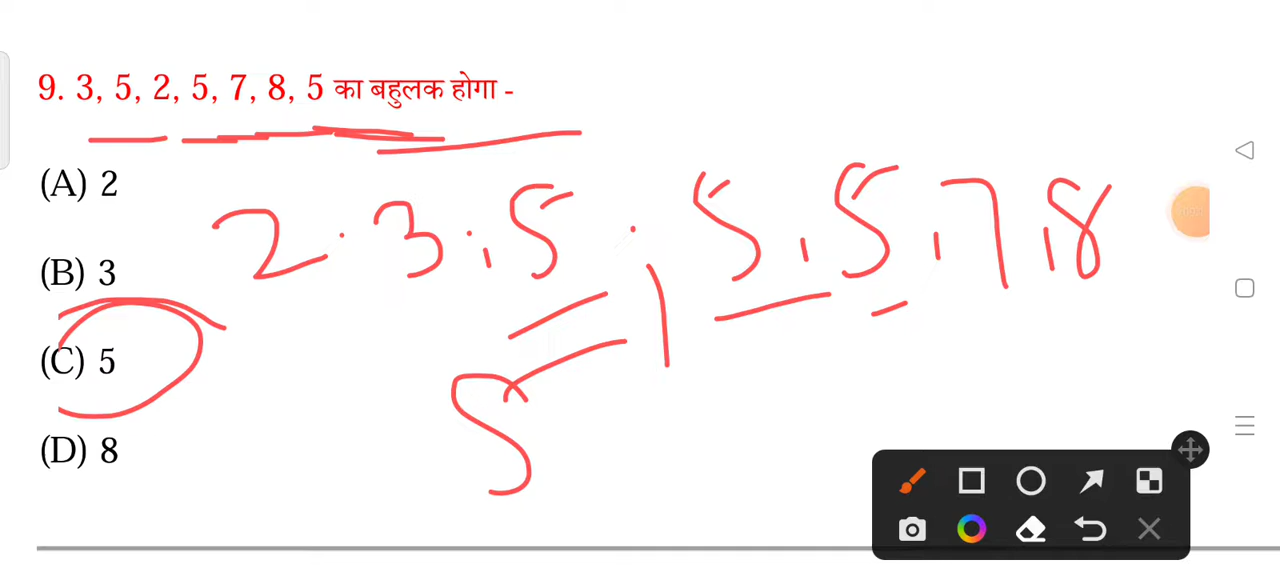 9. 3, 5, 2, 5, 7, 8, 5 का बहुलक होगा -
(A) 2
2 . 3 , 5 , 5 , 5 , 7 , 8
(B) 3
(C) 5
5
(D) 8